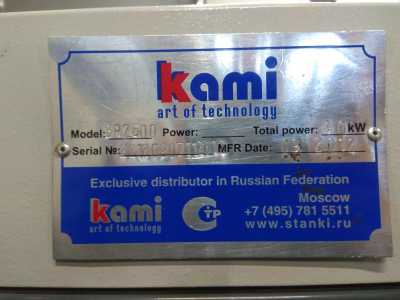 kami
art of technology
Model: Power: Total power: kW
Serial №: MFR Date:
Exclusive distributor in Russian Federation
Moscow
kami
art of technology
+7 (495) 781 5511
www.stanki.ru